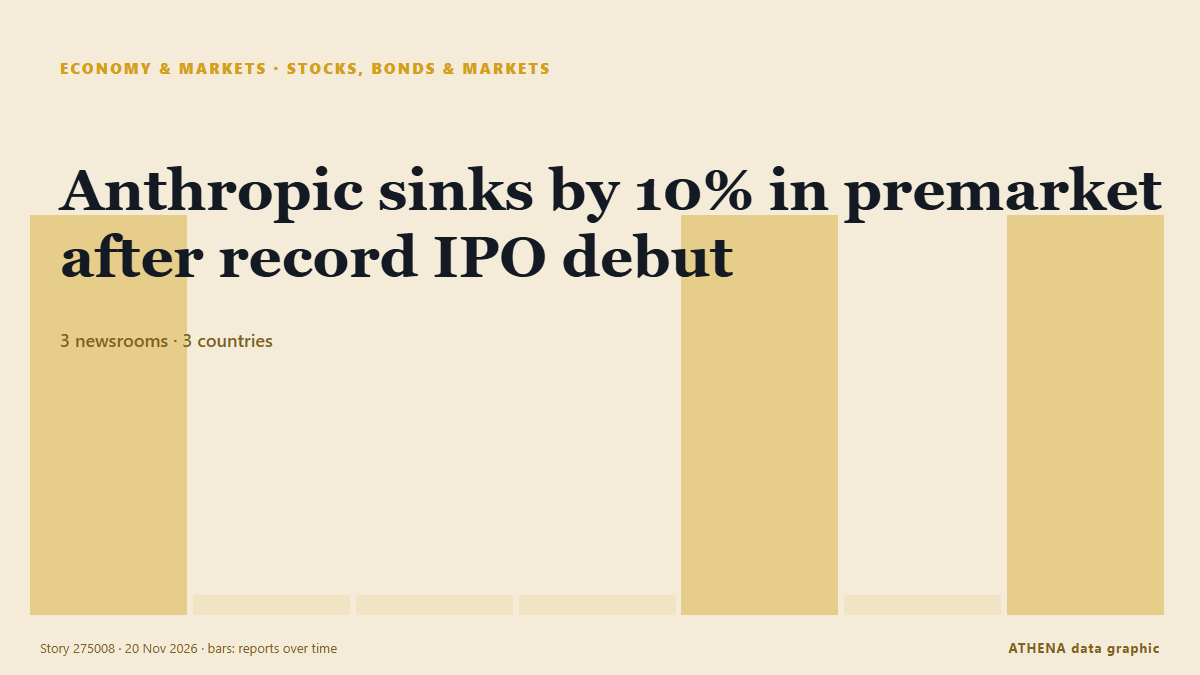 ECONOMY & MARKETS · STOCKS, BONDS & MARKETS
Anthropic sinks by 10% in premarket
after record IPO debut
3 newsrooms · 3 countries
Story 275008 · 20 Nov 2026 · bars: reports over time
ATHENA data graphic